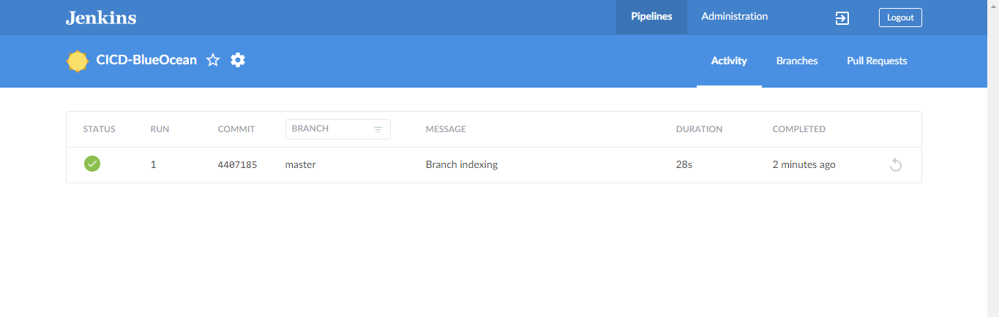 Jenkins Pipelines Administration Logout
CICD-BlueOcean Activity Branches Pull Requests
STATUS RUN COMMIT BRANCH MESSAGE DURATION COMPLETED
1 4407185 master Branch indexing 28s 2 minutes ago